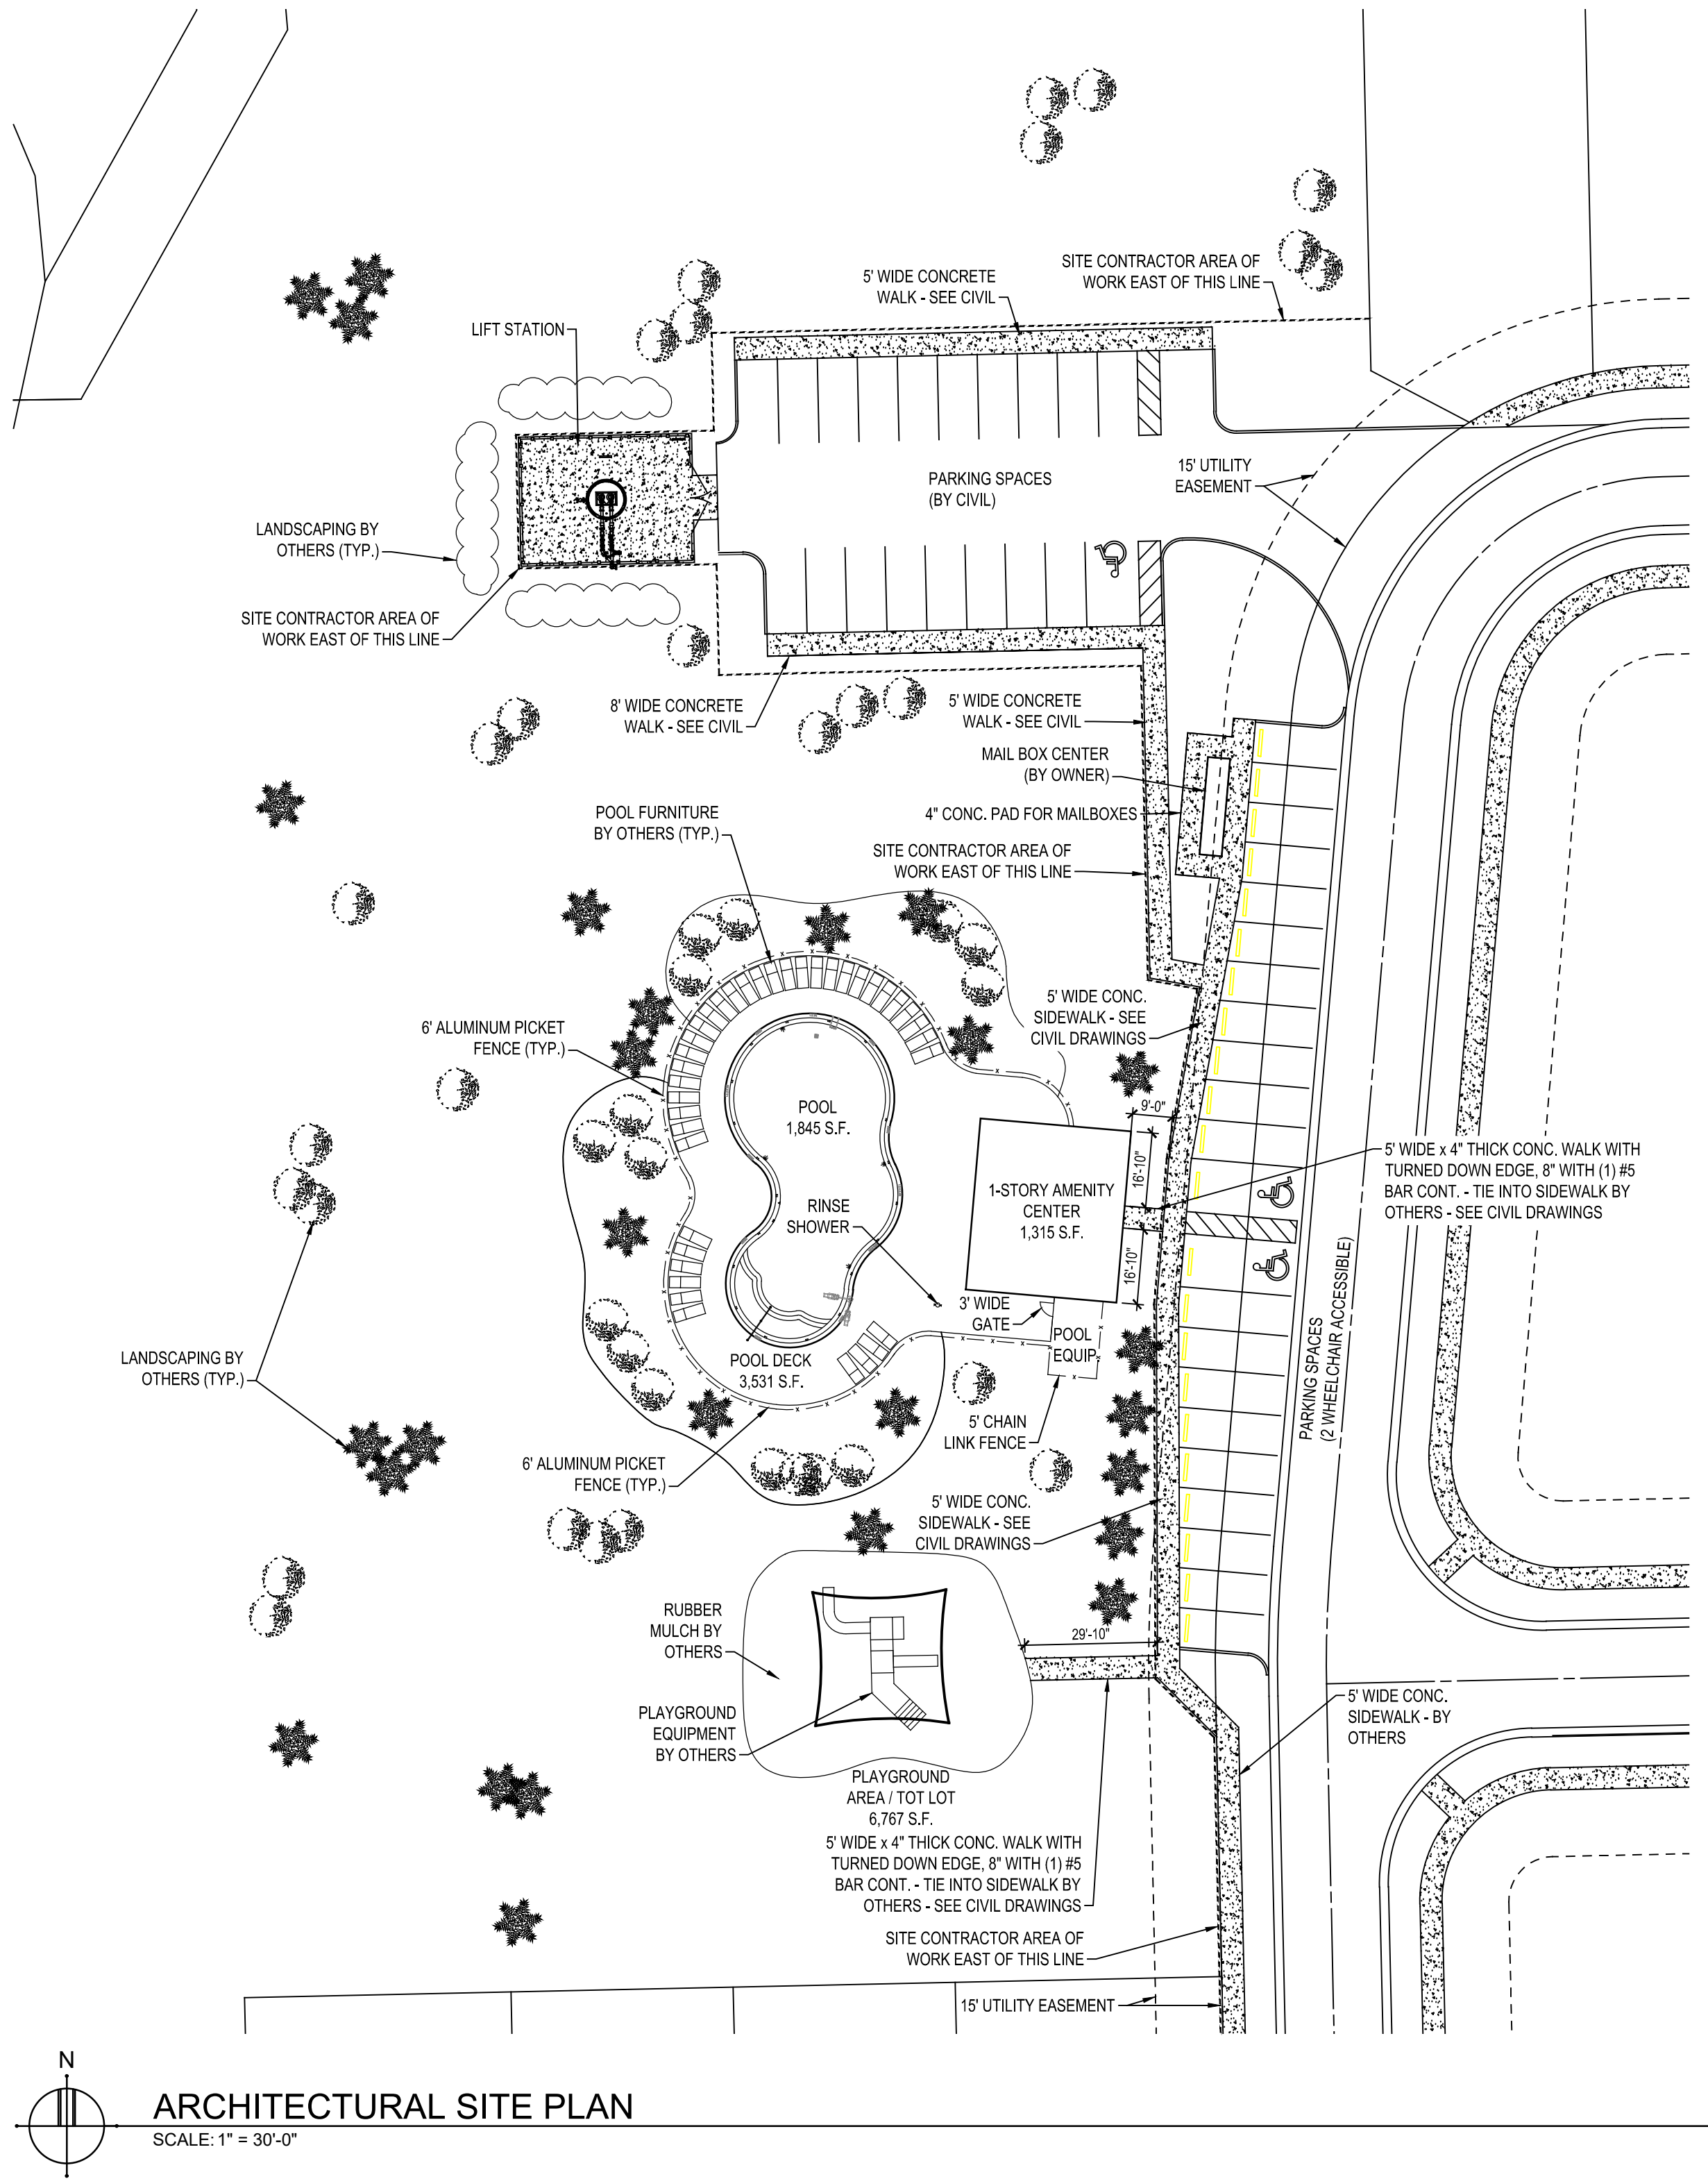 SITE CONTRACTOR AREA OF
WORK EAST OF THIS LINE
5' WIDE CONCRETE
WALK - SEE CIVIL
LIFT STATION
PARKING SPACES
(BY CIVIL)
15' UTILITY
EASEMENT
LANDSCAPING BY
OTHERS (TYP.)
SITE CONTRACTOR AREA OF
WORK EAST OF THIS LINE
8' WIDE CONCRETE
WALK - SEE CIVIL
5' WIDE CONCRETE
WALK - SEE CIVIL
MAIL BOX CENTER
(BY OWNER)
4" CONC. PAD FOR MAILBOXES
POOL FURNITURE
BY OTHERS (TYP.)
SITE CONTRACTOR AREA OF
WORK EAST OF THIS LINE
5' WIDE CONC.
SIDEWALK - SEE
CIVIL DRAWINGS
6' ALUMINUM PICKET
FENCE (TYP.)
POOL
1,845 S.F.
9'-0"
16'-10"
5' WIDE x 4" THICK CONC. WALK WITH
TURNED DOWN EDGE, 8" WITH (1) #5
BAR CONT. - TIE INTO SIDEWALK BY
OTHERS - SEE CIVIL DRAWINGS
1-STORY AMENITY
CENTER
1,315 S.F.
RINSE
SHOWER
16'-10"
3' WIDE
GATE
POOL
EQUIP.
PARKING SPACES
(2 WHEELCHAIR ACCESSIBLE)
LANDSCAPING BY
OTHERS (TYP.)
POOL DECK
3,531 S.F.
5' CHAIN
LINK FENCE
6' ALUMINUM PICKET
FENCE (TYP.)
5' WIDE CONC.
SIDEWALK - SEE
CIVIL DRAWINGS
RUBBER
MULCH BY
OTHERS
29'-10"
PLAYGROUND
EQUIPMENT
BY OTHERS
5' WIDE CONC.
SIDEWALK - BY
OTHERS
PLAYGROUND
AREA / TOT LOT
6,767 S.F.
5' WIDE x 4" THICK CONC. WALK WITH
TURNED DOWN EDGE, 8" WITH (1) #5
BAR CONT. - TIE INTO SIDEWALK BY
OTHERS - SEE CIVIL DRAWINGS
SITE CONTRACTOR AREA OF
WORK EAST OF THIS LINE
15' UTILITY EASEMENT
N
ARCHITECTURAL SITE PLAN
SCALE: 1" = 30'-0"